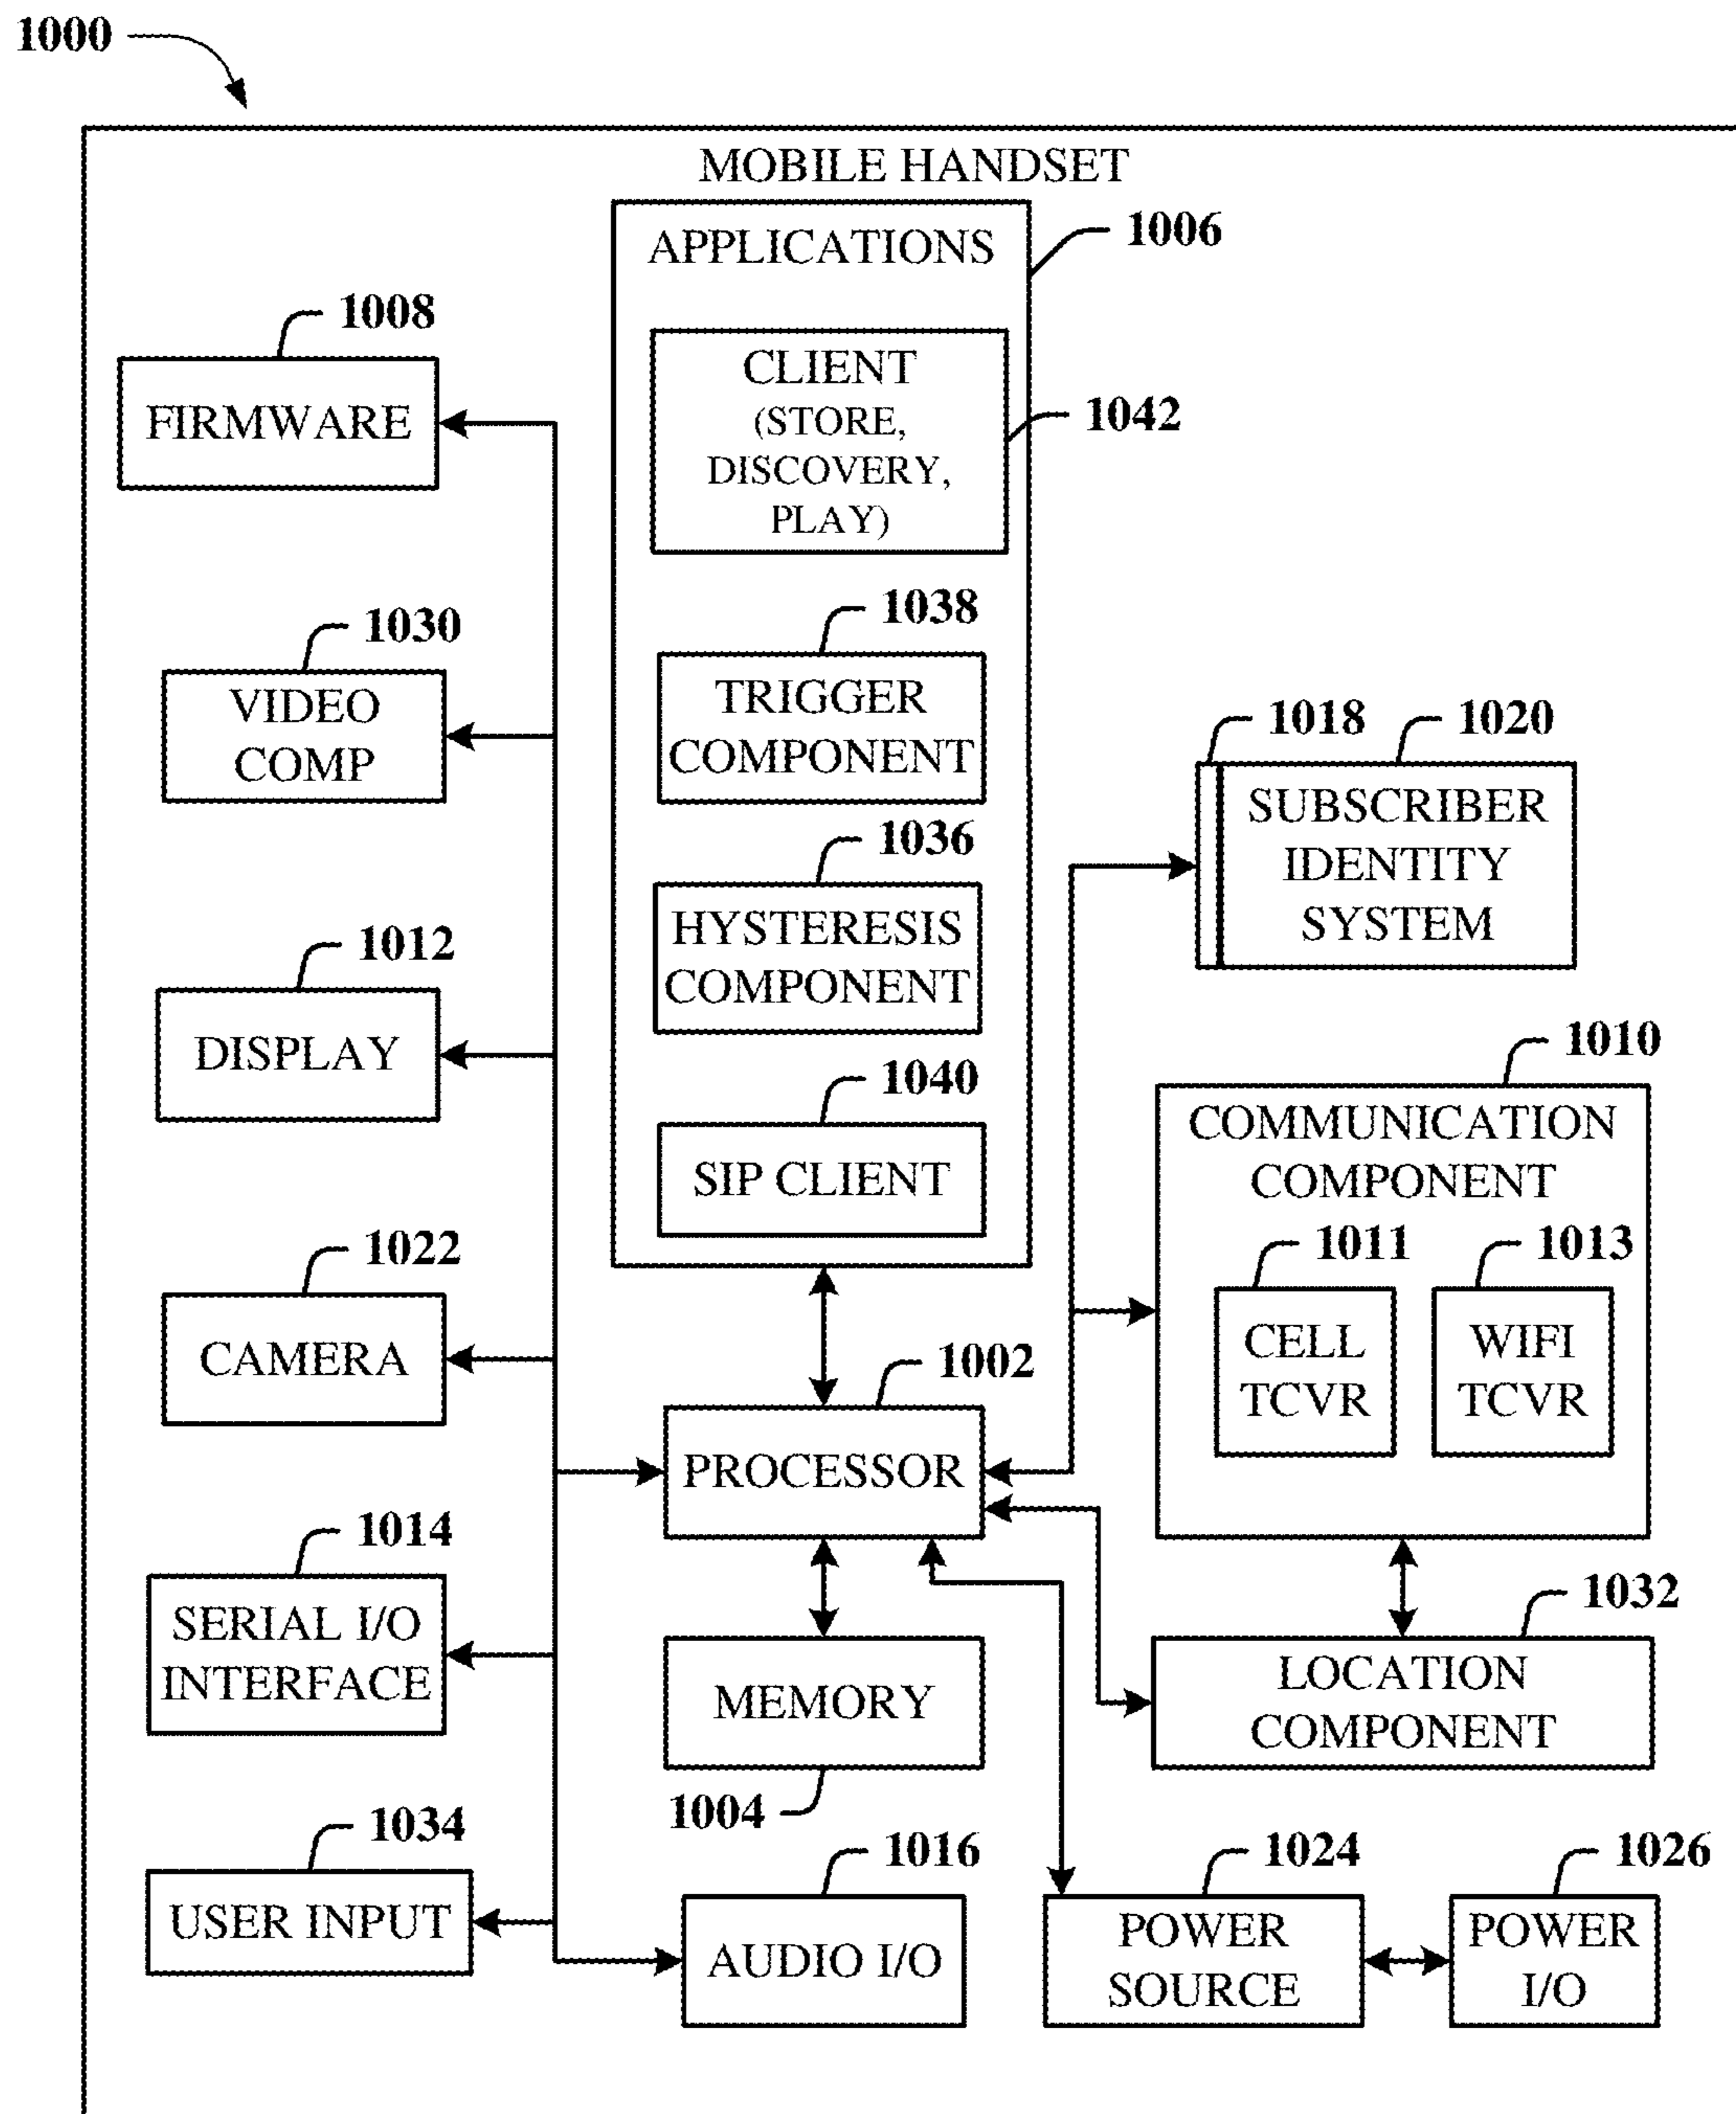 1000
MOBILE HANDSET
APPLICATIONS
1006
CLIENT
(STORE,
DISCOVERY,
PLAY)
1042
1008
FIRMWARE
1038
TRIGGER
COMPONENT
1030
VIDEO
COMP
1018
1020
SUBSCRIBER
IDENTITY
SYSTEM
1036
HYSTERESIS
COMPONENT
1012
DISPLAY
1040
SIP CLIENT
1010
COMMUNICATION
COMPONENT
1011
CELL
TCVR
1013
WIFI
TCVR
1022
CAMERA
1002
PROCESSOR
1014
SERIAL I/O
INTERFACE
MEMORY
1004
1032
LOCATION
COMPONENT
1034
USER INPUT
1016
AUDIO I/O
1024
POWER
SOURCE
1026
POWER
I/O